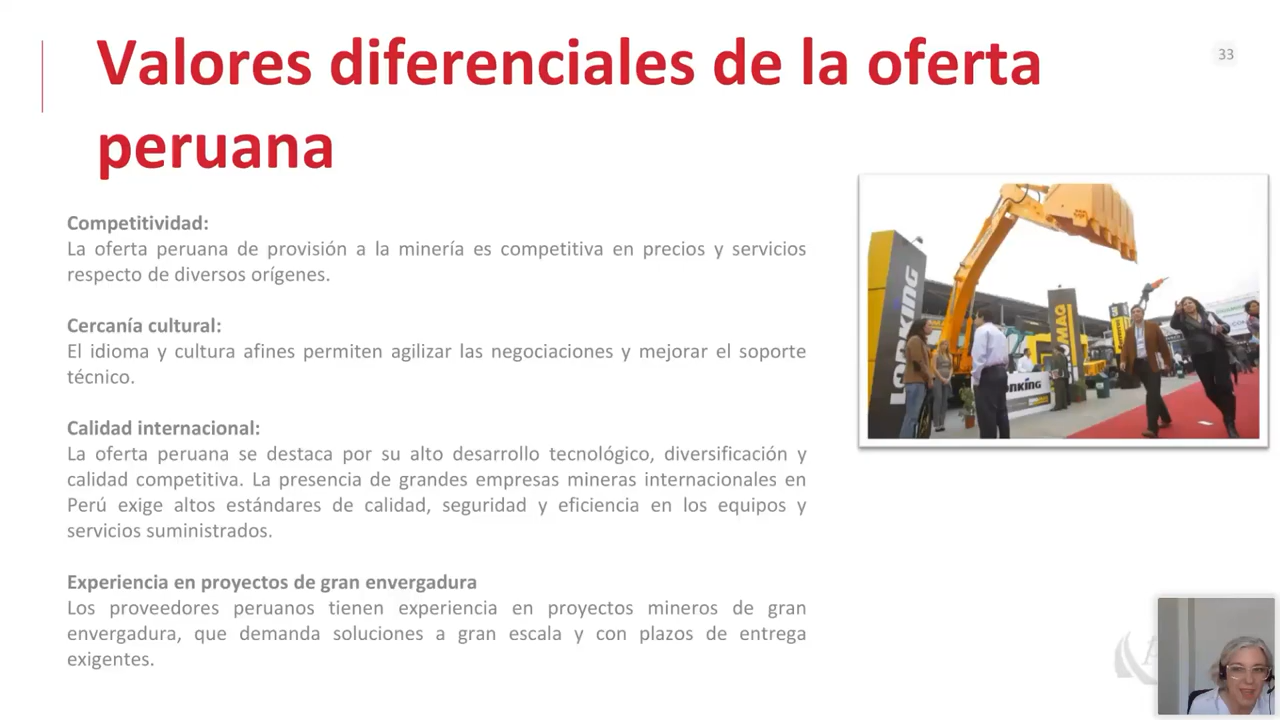 Valores diferenciales de la oferta
peruana
33
Competitividad:
La oferta peruana de provisión a la minería es competitiva en precios y servicios
respecto de diversos orígenes.
Cercanía cultural:
El idioma y cultura afines permiten agilizar las negociaciones y mejorar el soporte
técnico.
Calidad internacional:
La oferta peruana se destaca por su alto desarrollo tecnológico, diversificación y
calidad competitiva. La presencia de grandes empresas mineras internacionales en
Perú exige altos estándares de calidad, seguridad y eficiencia en los equipos y
servicios suministrados.
Experiencia en proyectos de gran envergadura
Los proveedores peruanos tienen experiencia en proyectos mineros de gran
envergadura, que demanda soluciones a gran escala y con plazos de entrega
exigentes.
LONKING